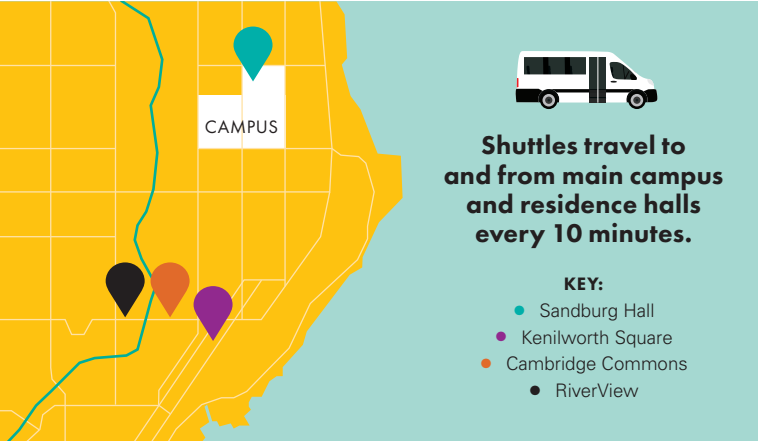 CAMPUS
Shuttles travel to
and from main campus
and residence halls
every 10 minutes.
KEY:
Sandburg Hall
Kenilworth Square
Cambridge Commons
RiverView